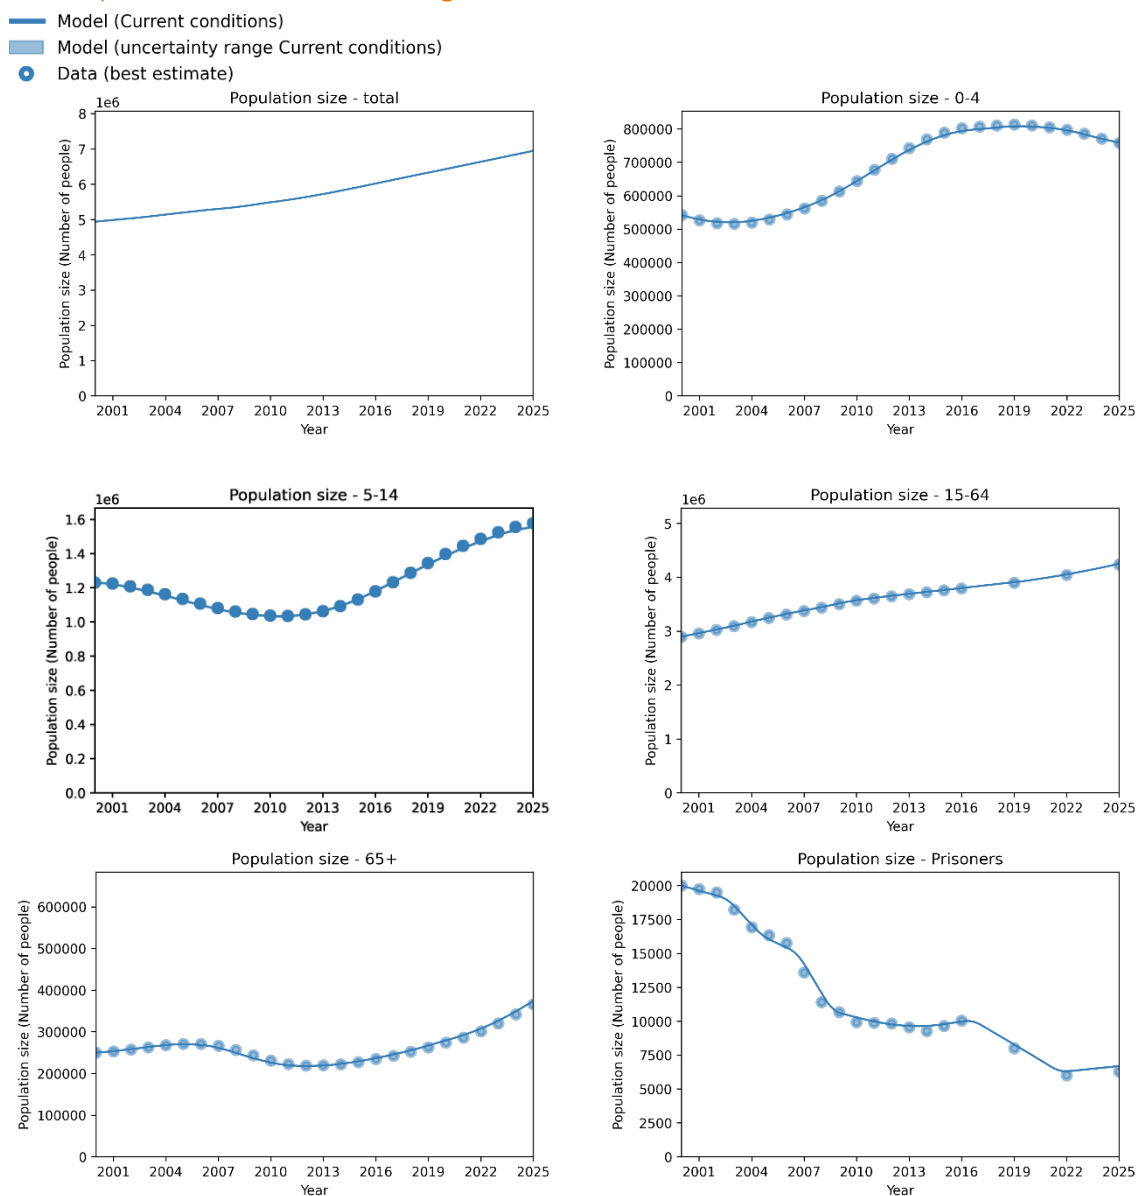 Model (Current conditions)
Model (uncertainty range Current conditions)
Data (best estimate)
Population size - total
1e6
Population size (Number of people)
8
7
6
5
4
3
2
1
0
2001 2004 2007 2010 2013 2016 2019 2022 2025
Year
Population size - 0-4
Population size (Number of people)
800000
700000
600000
500000
400000
300000
200000
100000
0
2001 2004 2007 2010 2013 2016 2019 2022 2025
Year
Population size - 5-14
1e6
Population size (Number of people)
1.6
1.4
1.2
1.0
0.8
0.6
0.4
0.2
0.0
2001 2004 2007 2010 2013 2016 2019 2022 2025
Year
Population size - 15-64
1e6
Population size (Number of people)
5
4
3
2
1
0
2001 2004 2007 2010 2013 2016 2019 2022 2025
Year
Population size - 65+
Population size (Number of people)
600000
500000
400000
300000
200000
100000
0
2001 2004 2007 2010 2013 2016 2019 2022 2025
Year
Population size - Prisoners
Population size (Number of people)
20000
17500
15000
12500
10000
7500
5000
2500
0
2001 2004 2007 2010 2013 2016 2019 2022 2025
Year